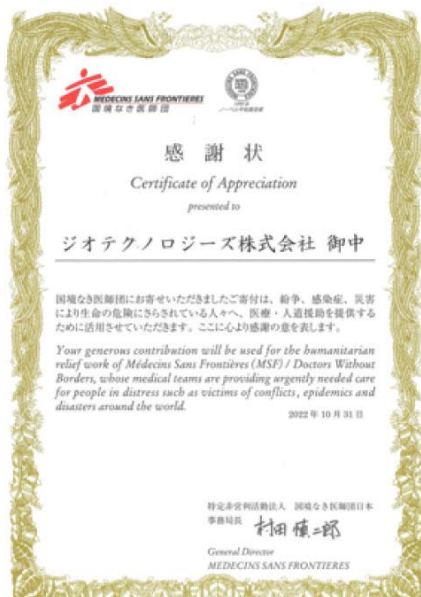 MEDECINS SANS FRONTIERES
国境なき医師団
ノーベル平和賞受賞
感謝状
Certificate of Appreciation
presented to
ジオテクノロジーズ株式会社 御中
国境なき医師団にお寄せいただきましたご寄付は、紛争、感染症、災害
により生命の危険にさらされている人々へ、医療・人道援助を提供する
ために活用させていただきます。ここに心より感謝の意を表します。
Your generous contribution will be used for the humanitarian
relief work of Médecins Sans Frontières (MSF) / Doctors Without
Borders, whose medical teams are providing urgently needed care
for people in distress such as victims of conflicts, epidemics and
disasters around the world.
2022年10月31日
特定非営利活動法人 国境なき医師団日本
事務局長 村田慎二郎
General Director
MEDECINS SANS FRONTIERES